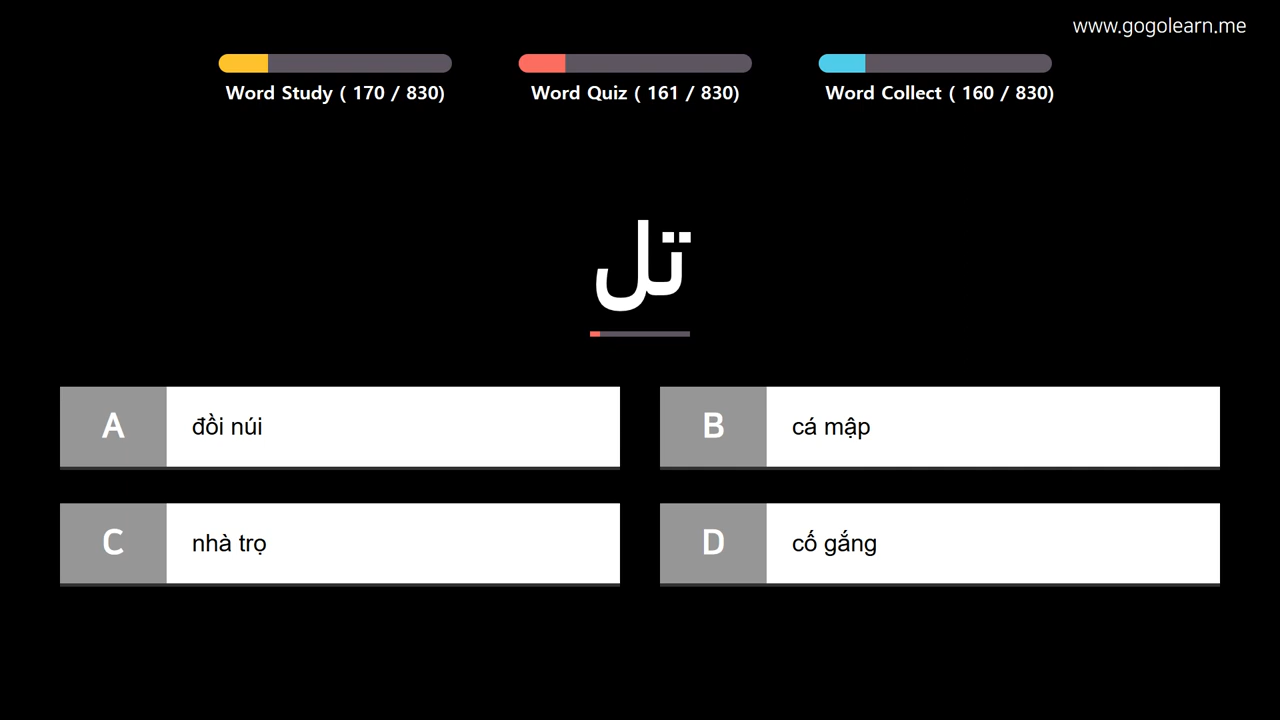 www.gogolearn.me
Word Study ( 170 / 830)
Word Quiz ( 161 / 830)
Word Collect ( 160 / 830)
تل
A đồi núi
B cá mập
C nhà trọ
D cố gắng